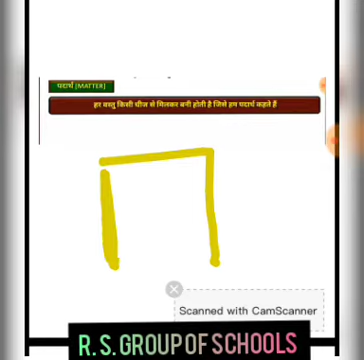 पदार्थ [MATTER]
हर वस्तु किसी चीज से मिलकर बनी होती है जिसे हम पदार्थ कहते हैं
Scanned with CamScanner
R. S. GROUP OF SCHOOLS